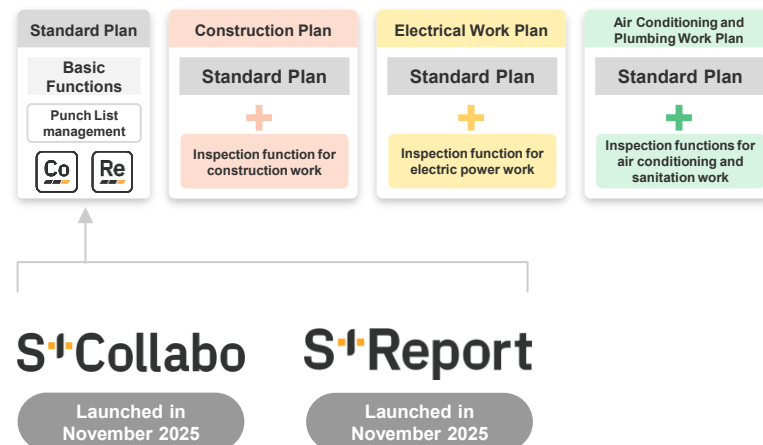 Standard Plan
Basic
Functions
Punch List
management
Co Re
Construction Plan
Standard Plan
Inspection function for
construction work
Electrical Work Plan
Standard Plan
Inspection function for
electric power work
Air Conditioning and
Plumbing Work Plan
Standard Plan
Inspection functions for
air conditioning and
sanitation work
S+Collabo
Launched in
November 2025
S+Report
Launched in
November 2025